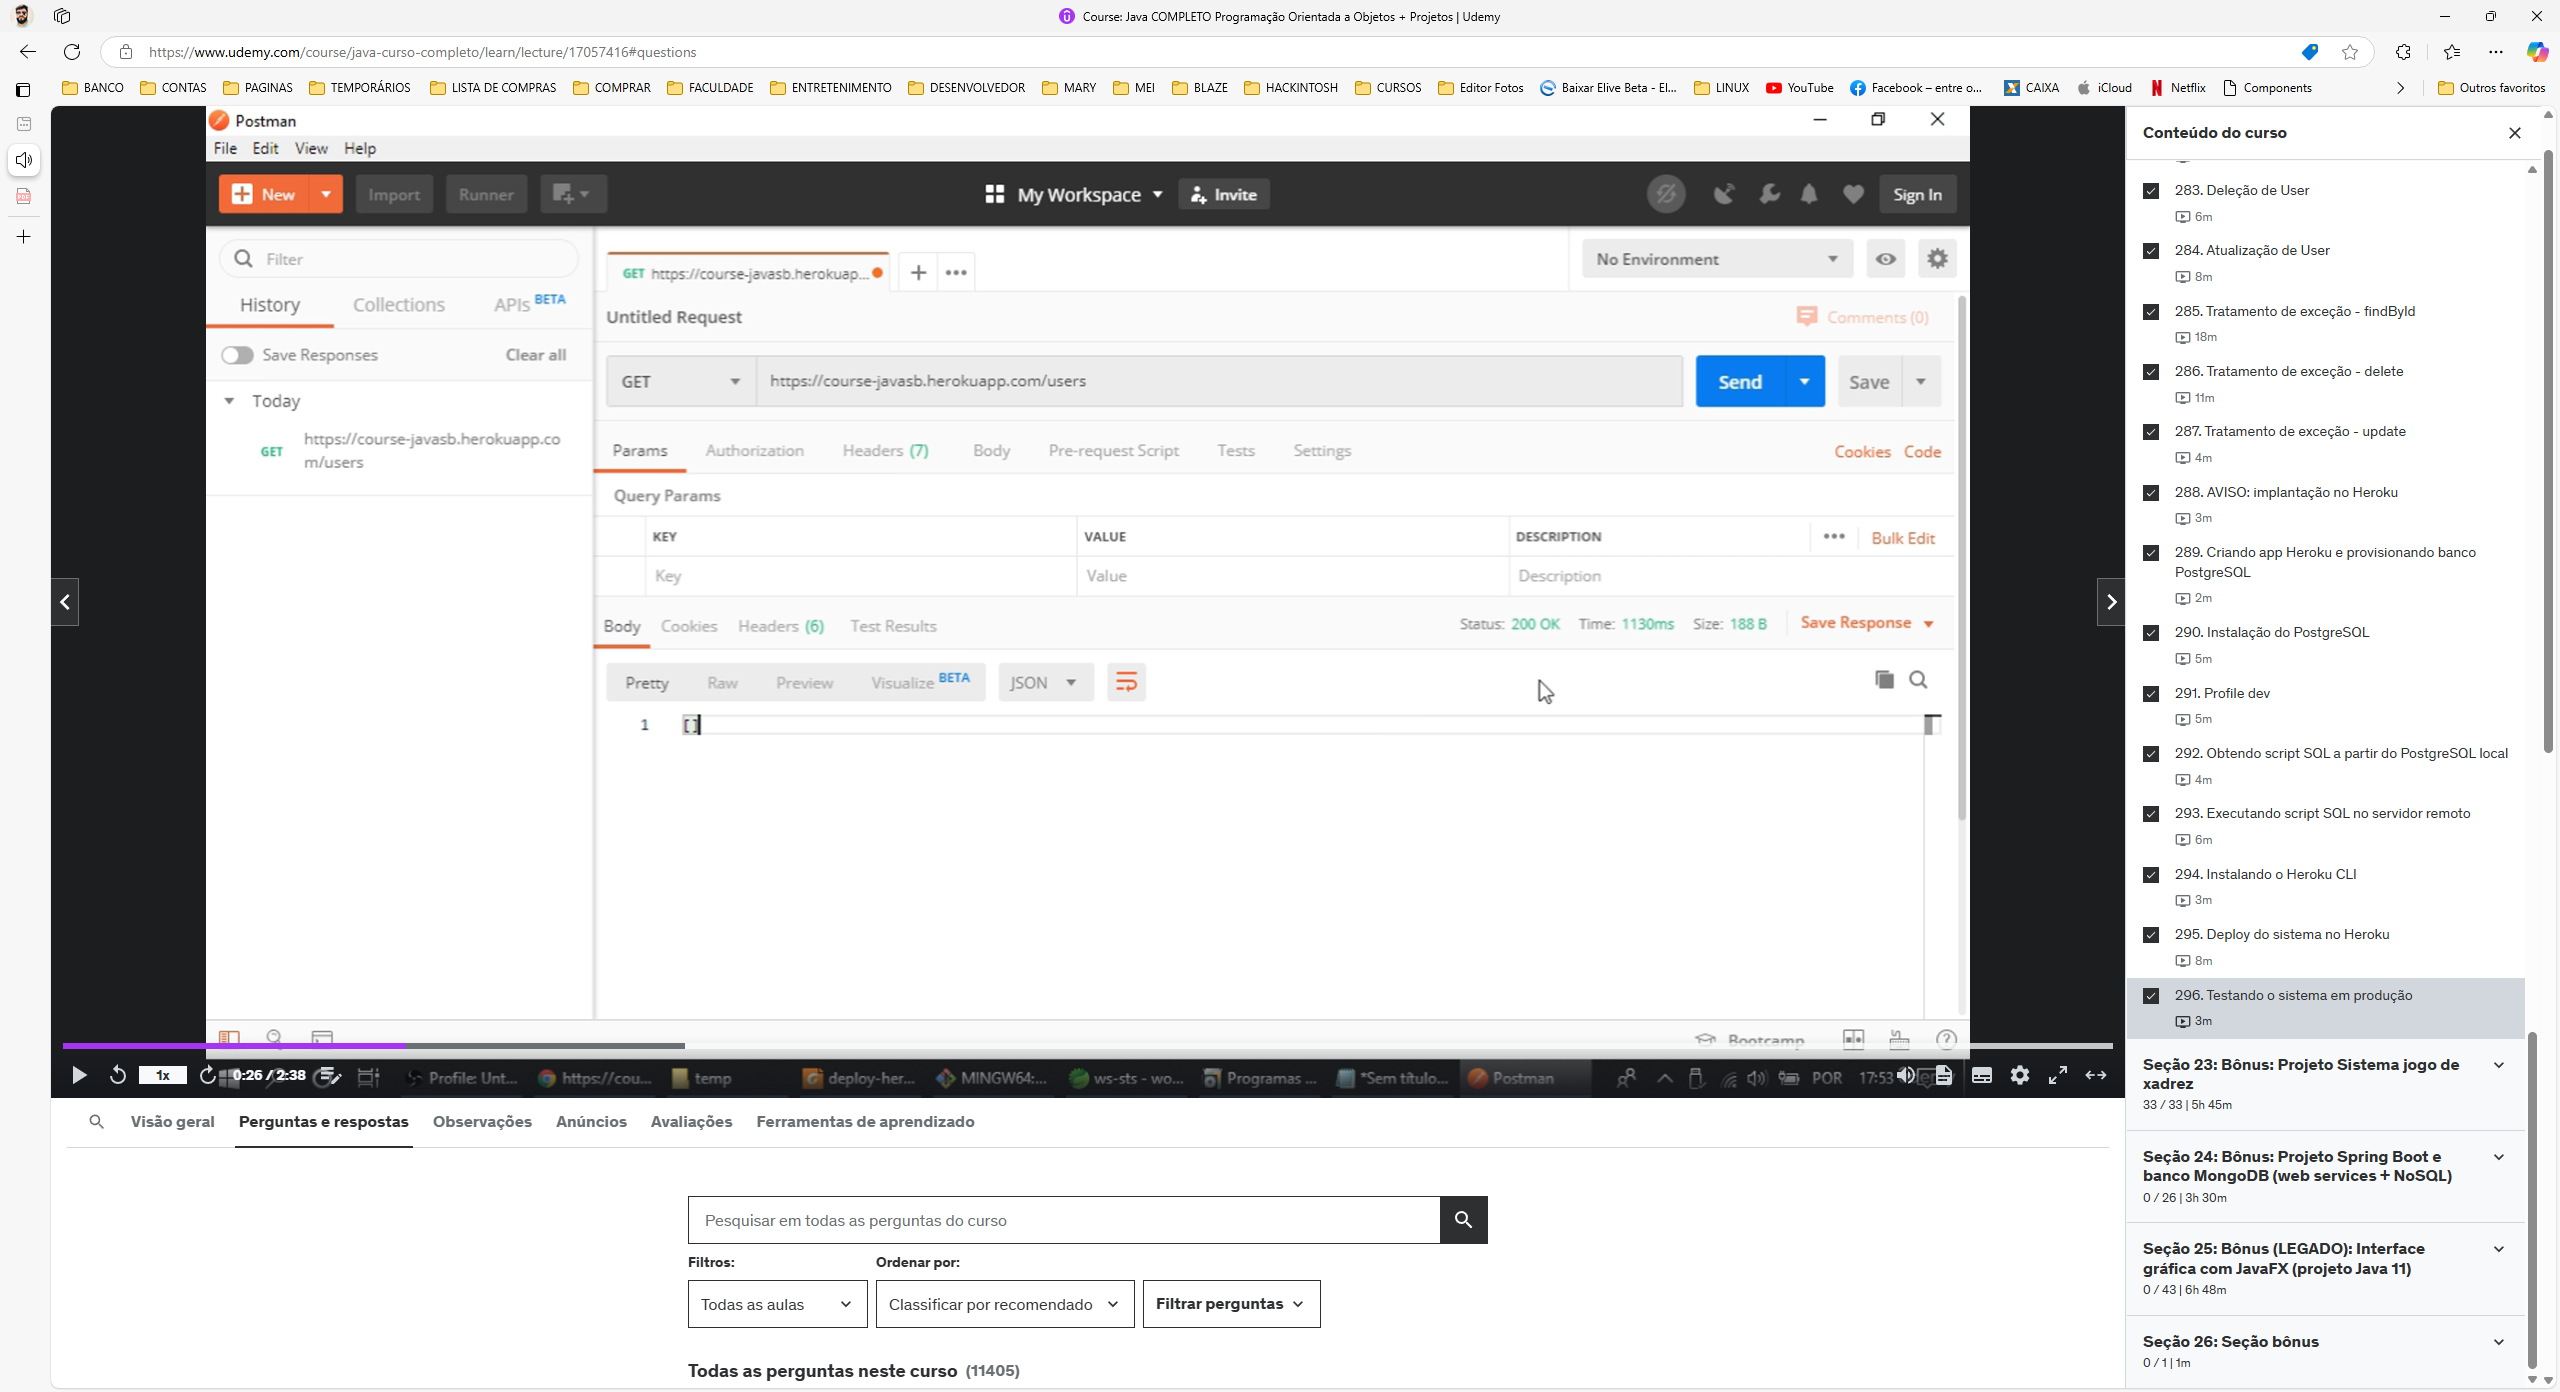 Course: Java COMPLETO Programação Orientada a Objetos + Projetos | Udemy
https://www.udemy.com/course/java-curso-completo/learn/lecture/17057416#questions
BANCO CONTAS PAGINAS TEMPORÁRIOS LISTA DE COMPRAS COMPRAR FACULDADE ENTRETENIMENTO DESENVOLVEDOR MARY MEI BLAZE HACKINTOSH CURSOS Editor Fotos Baixar Elive Beta - El... LINUX YouTube Facebook – entre o... CAIXA iCloud Netflix Components Outros favoritos
Postman
File Edit View Help
New Import Runner My Workspace Invite Sign In
Filter
History Collections APIs BETA
Save Responses Clear all
Today
GET https://course-javasb.herokuapp.co
m/users
GET https://course-javasb.herokuap... No Environment
Untitled Request Comments (0)
GET https://course-javasb.herokuapp.com/users Send Save
Params Authorization Headers (7) Body Pre-request Script Tests Settings Cookies Code
Query Params
KEY VALUE DESCRIPTION Bulk Edit
Key Value Description
Body Cookies Headers (6) Test Results Status: 200 OK Time: 1130ms Size: 188 B Save Response
Pretty Raw Preview Visualize BETA JSON
1 []
Bootcamp
1x 0:26 / 2:38 Profile: Unt... https://cou... temp deploy-her... MINGW64:... ws-sts - wo... Programas ... *Sem titulo... Postman POR 17:53
Conteúdo do curso
283. Deleção de User
6m
284. Atualização de User
8m
285. Tratamento de exceção - findById
18m
286. Tratamento de exceção - delete
11m
287. Tratamento de exceção - update
4m
288. AVISO: implantação no Heroku
3m
289. Criando app Heroku e provisionando banco
PostgreSQL
2m
290. Instalação do PostgreSQL
5m
291. Profile dev
5m
292. Obtendo script SQL a partir do PostgreSQL local
4m
293. Executando script SQL no servidor remoto
6m
294. Instalando o Heroku CLI
3m
295. Deploy do sistema no Heroku
8m
296. Testando o sistema em produção
3m
Seção 23: Bônus: Projeto Sistema jogo de
xadrez
33 / 33 | 5h 45m
Seção 24: Bônus: Projeto Spring Boot e
banco MongoDB (web services + NoSQL)
0 / 26 | 3h 30m
Seção 25: Bônus (LEGADO): Interface
gráfica com JavaFX (projeto Java 11)
0 / 43 | 6h 48m
Seção 26: Seção bônus
0 / 1 | 1m
Visão geral Perguntas e respostas Observações Anúncios Avaliações Ferramentas de aprendizado
Pesquisar em todas as perguntas do curso
Filtros: Ordenar por:
Todas as aulas Classificar por recomendado Filtrar perguntas
Todas as perguntas neste curso (11405)